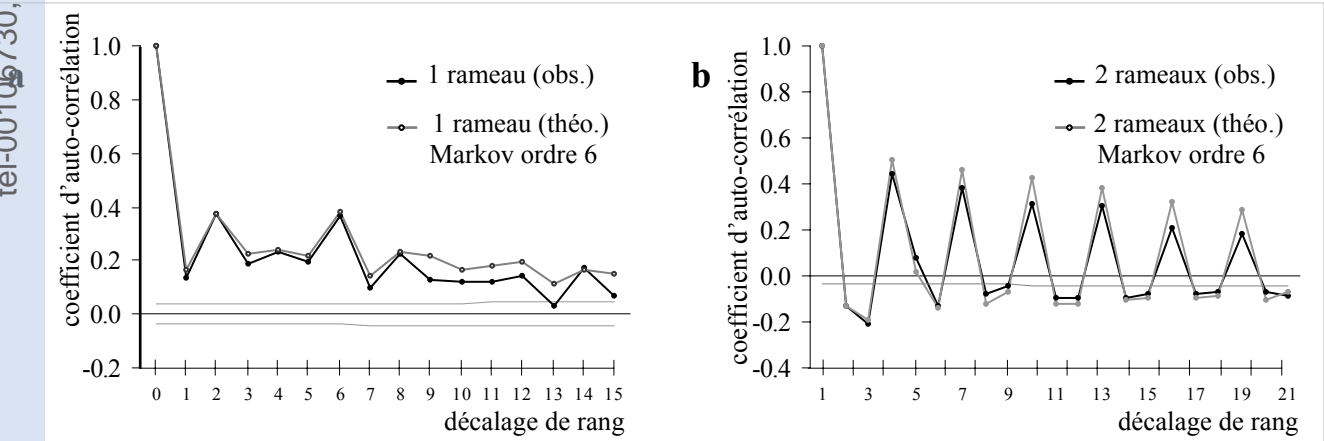 tel-00106730,
a
coefficient d'auto-corrélation
1.0
0.8
0.6
0.4
0.2
0.0
-0.2
1 rameau (obs.)
1 rameau (théo.)
Markov ordre 6
0 1 2 3 4 5 6 7 8 9 10 11 12 13 14 15
décalage de rang
b
coefficient d'auto-corrélation
1.0
0.8
0.6
0.4
0.2
0.0
-0.2
-0.4
2 rameaux (obs.)
2 rameaux (théo.)
Markov ordre 6
1 3 5 7 9 11 13 15 17 19 21
décalage de rang